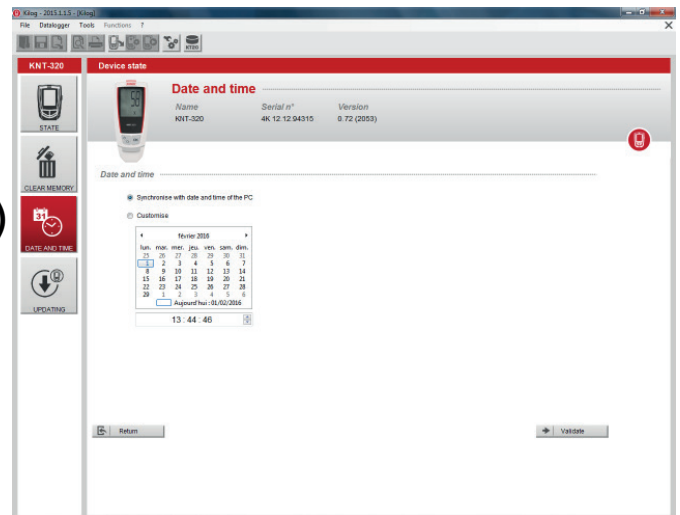 Kilog - 2015.1.1.5 - [Kilog]
File Datalogger Tools Functions ?
KNT-320 Device state
Date and time
Name Serial n° Version
KNT-320 4K 12.12.94315 0.72 (2053)
STATE
CLEAR MEMORY
31
DATE AND TIME
UPDATING
Date and time
Synchronise with date and time of the PC
Customise
février 2016
lun. mar. mer. jeu. ven. sam. dim.
25 26 27 28 29 30 31
1 2 3 4 5 6 7
8 9 10 11 12 13 14
15 16 17 18 19 20 21
22 23 24 25 26 27 28
29 1 2 3 4 5 6
Aujourd'hui : 01/02/2016
13 : 44 : 46
Return Validate